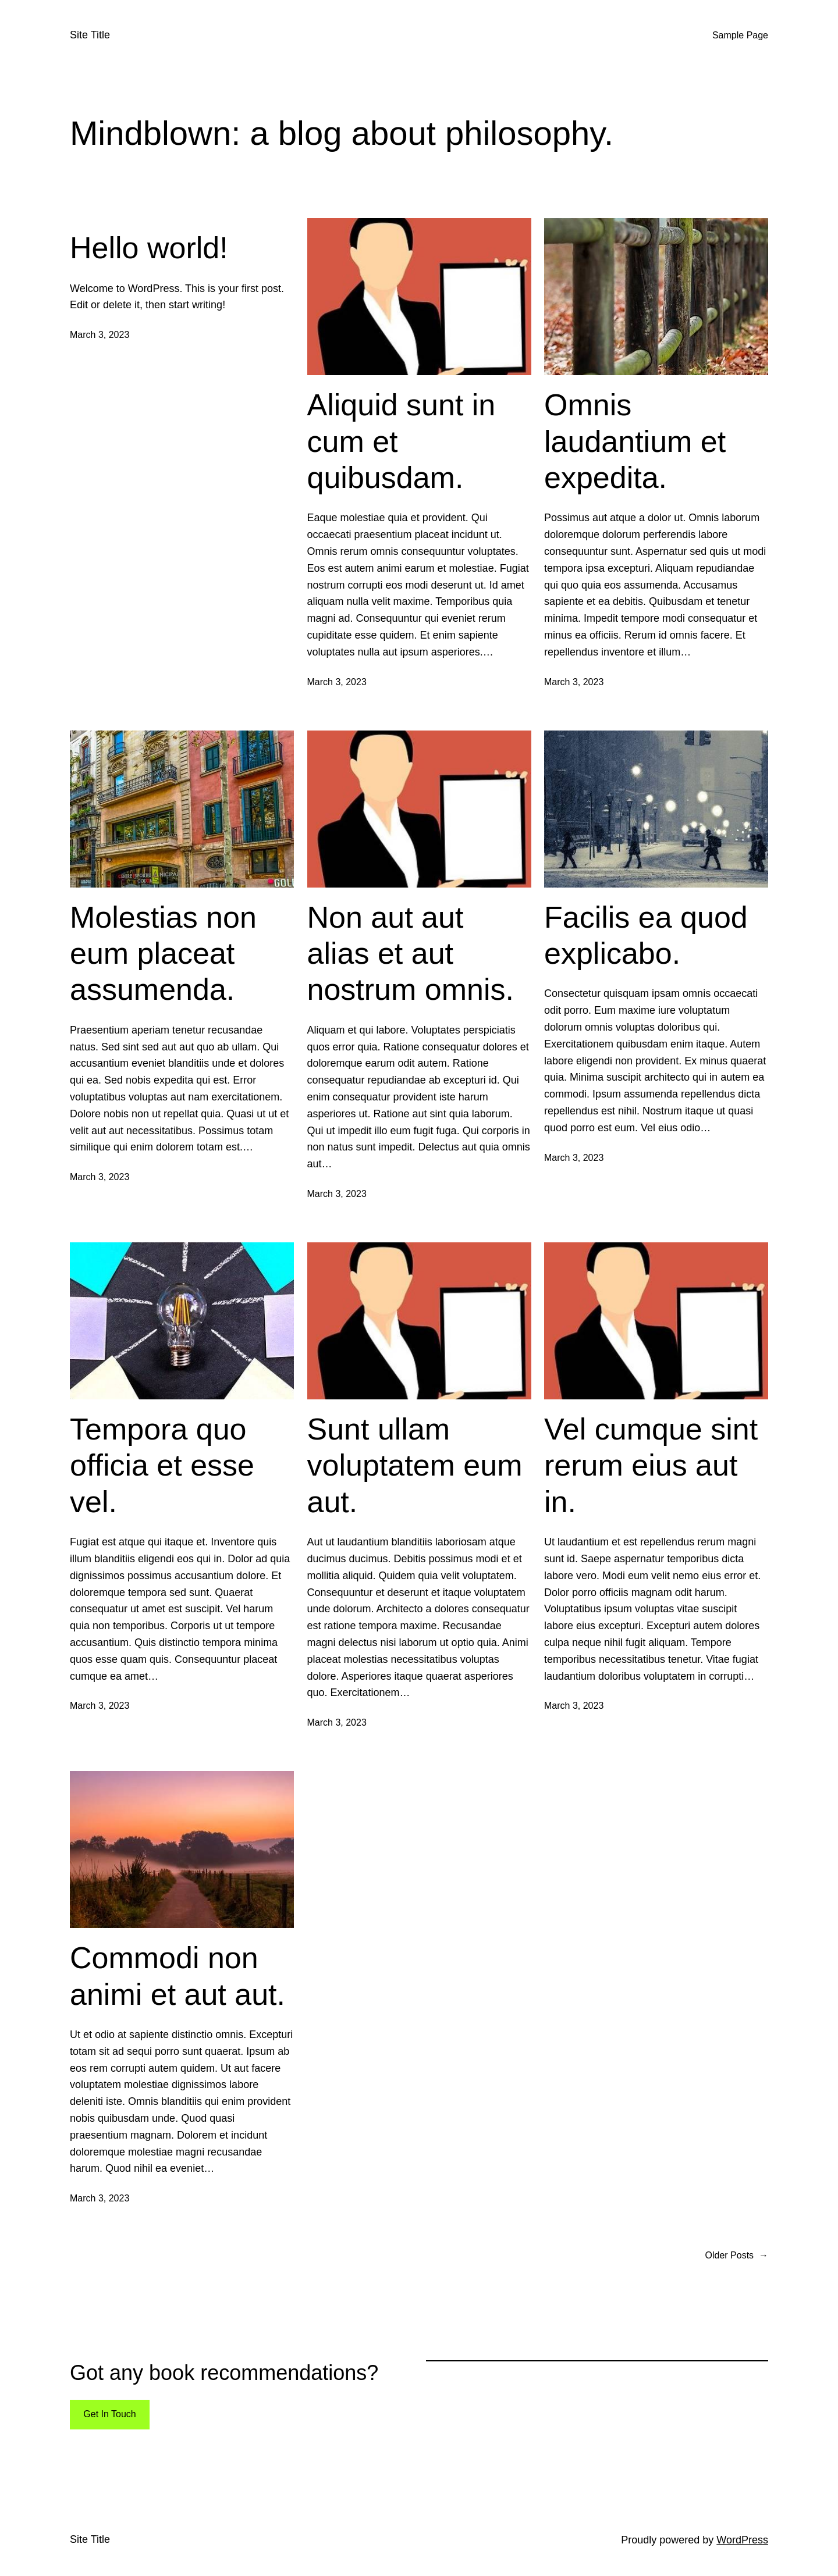 Site Title
Sample Page
Mindblown: a blog about philosophy.
Hello world!
Welcome to WordPress. This is your first post.
Edit or delete it, then start writing!
March 3, 2023
Aliquid sunt in
cum et
quibusdam.
Eaque molestiae quia et provident. Qui
occaecati praesentium placeat incidunt ut.
Omnis rerum omnis consequuntur voluptates.
Eos est autem animi earum et molestiae. Fugiat
nostrum corrupti eos modi deserunt ut. Id amet
aliquam nulla velit maxime. Temporibus quia
magni ad. Consequuntur qui eveniet rerum
cupiditate esse quidem. Et enim sapiente
voluptates nulla aut ipsum asperiores.…
March 3, 2023
Omnis
laudantium et
expedita.
Possimus aut atque a dolor ut. Omnis laborum
doloremque dolorum perferendis labore
consequuntur sunt. Aspernatur sed quis ut modi
tempora ipsa excepturi. Aliquam repudiandae
qui quo quia eos assumenda. Accusamus
sapiente et ea debitis. Quibusdam et tenetur
minima. Impedit tempore modi consequatur et
minus ea officiis. Rerum id omnis facere. Et
repellendus inventore et illum…
March 3, 2023
Molestias non
eum placeat
assumenda.
Praesentium aperiam tenetur recusandae
natus. Sed sint sed aut aut quo ab ullam. Qui
accusantium eveniet blanditiis unde et dolores
qui ea. Sed nobis expedita qui est. Error
voluptatibus voluptas aut nam exercitationem.
Dolore nobis non ut repellat quia. Quasi ut ut et
velit aut aut necessitatibus. Possimus totam
similique qui enim dolorem totam est.…
March 3, 2023
Non aut aut
alias et aut
nostrum omnis.
Aliquam et qui labore. Voluptates perspiciatis
quos error quia. Ratione consequatur dolores et
doloremque earum odit autem. Ratione
consequatur repudiandae ab excepturi id. Qui
enim consequatur provident iste harum
asperiores ut. Ratione aut sint quia laborum.
Qui ut impedit illo eum fugit fuga. Qui corporis in
non natus sunt impedit. Delectus aut quia omnis
aut…
March 3, 2023
Facilis ea quod
explicabo.
Consectetur quisquam ipsam omnis occaecati
odit porro. Eum maxime iure voluptatum
dolorum omnis voluptas doloribus qui.
Exercitationem quibusdam enim itaque. Autem
labore eligendi non provident. Ex minus quaerat
quia. Minima suscipit architecto qui in autem ea
commodi. Ipsum assumenda repellendus dicta
repellendus est nihil. Nostrum itaque ut quasi
quod porro est eum. Vel eius odio…
March 3, 2023
Tempora quo
officia et esse
vel.
Fugiat est atque qui itaque et. Inventore quis
illum blanditiis eligendi eos qui in. Dolor ad quia
dignissimos possimus accusantium dolore. Et
doloremque tempora sed sunt. Quaerat
consequatur ut amet est suscipit. Vel harum
quia non temporibus. Corporis ut ut tempore
accusantium. Quis distinctio tempora minima
quos esse quam quis. Consequuntur placeat
cumque ea amet…
March 3, 2023
Sunt ullam
voluptatem eum
aut.
Aut ut laudantium blanditiis laboriosam atque
ducimus ducimus. Debitis possimus modi et et
mollitia aliquid. Quidem quia velit voluptatem.
Consequuntur et deserunt et itaque voluptatem
unde dolorum. Architecto a dolores consequatur
est ratione tempora maxime. Recusandae
magni delectus nisi laborum ut optio quia. Animi
placeat molestias necessitatibus voluptas
dolore. Asperiores itaque quaerat asperiores
quo. Exercitationem…
March 3, 2023
Vel cumque sint
rerum eius aut
in.
Ut laudantium et est repellendus rerum magni
sunt id. Saepe aspernatur temporibus dicta
labore vero. Modi eum velit nemo eius error et.
Dolor porro officiis magnam odit harum.
Voluptatibus ipsum voluptas vitae suscipit
labore eius excepturi. Excepturi autem dolores
culpa neque nihil fugit aliquam. Tempore
temporibus necessitatibus tenetur. Vitae fugiat
laudantium doloribus voluptatem in corrupti…
March 3, 2023
Commodi non
animi et aut aut.
Ut et odio at sapiente distinctio omnis. Excepturi
totam sit ad sequi porro sunt quaerat. Ipsum ab
eos rem corrupti autem quidem. Ut aut facere
voluptatem molestiae dignissimos labore
deleniti iste. Omnis blanditiis qui enim provident
nobis quibusdam unde. Quod quasi
praesentium magnam. Dolorem et incidunt
doloremque molestiae magni recusandae
harum. Quod nihil ea eveniet…
March 3, 2023
Older Posts →
Got any book recommendations?
Get In Touch
Site Title
Proudly powered by WordPress